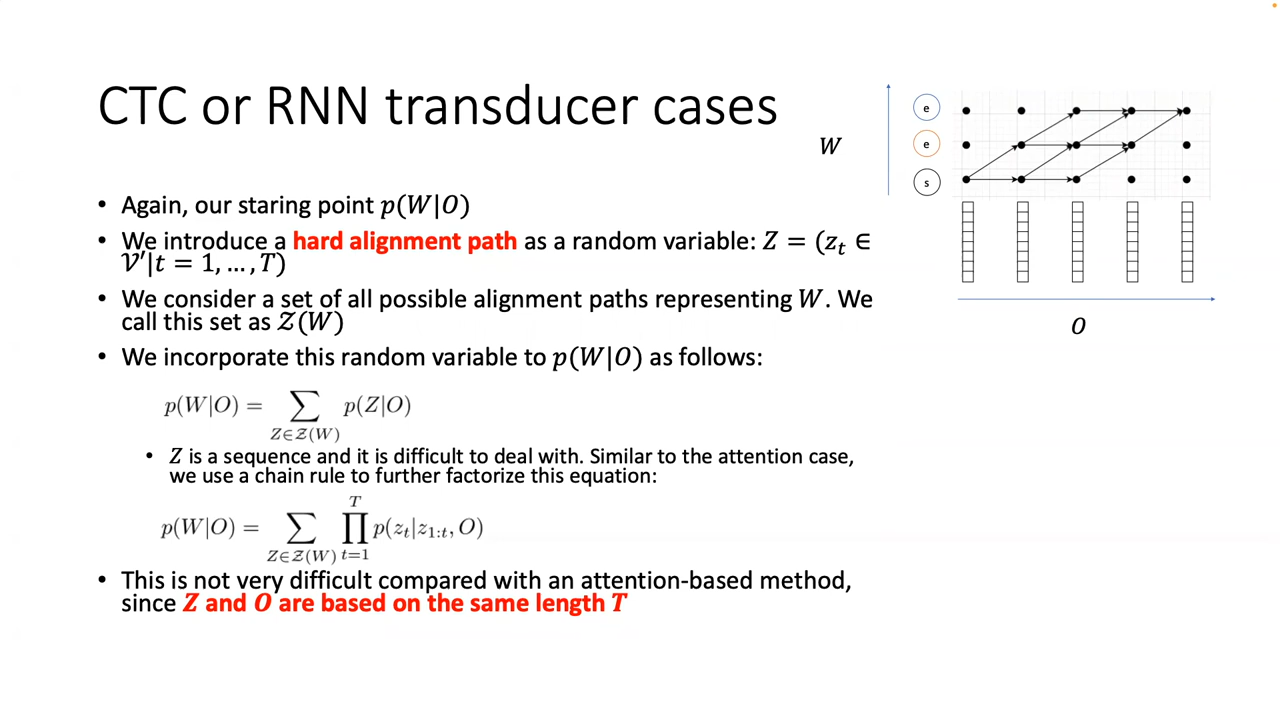 CTC or RNN transducer cases
• Again, our staring point p(W|O)
• We introduce a hard alignment path as a random variable: Z = (z_t ∈
𝒱′|t = 1, … , T)
• We consider a set of all possible alignment paths representing W. We
call this set as 𝒵(W)
• We incorporate this random variable to p(W|O) as follows:
p(W|O) = ∑_{Z∈𝒵(W)} p(Z|O)
• Z is a sequence and it is difficult to deal with. Similar to the attention case,
we use a chain rule to further factorize this equation:
p(W|O) = ∑_{Z∈𝒵(W)} ∏_{t=1}^{T} p(z_t|z_{1:t}, O)
• This is not very difficult compared with an attention-based method,
since Z and O are based on the same length T
W
e
e
s
O